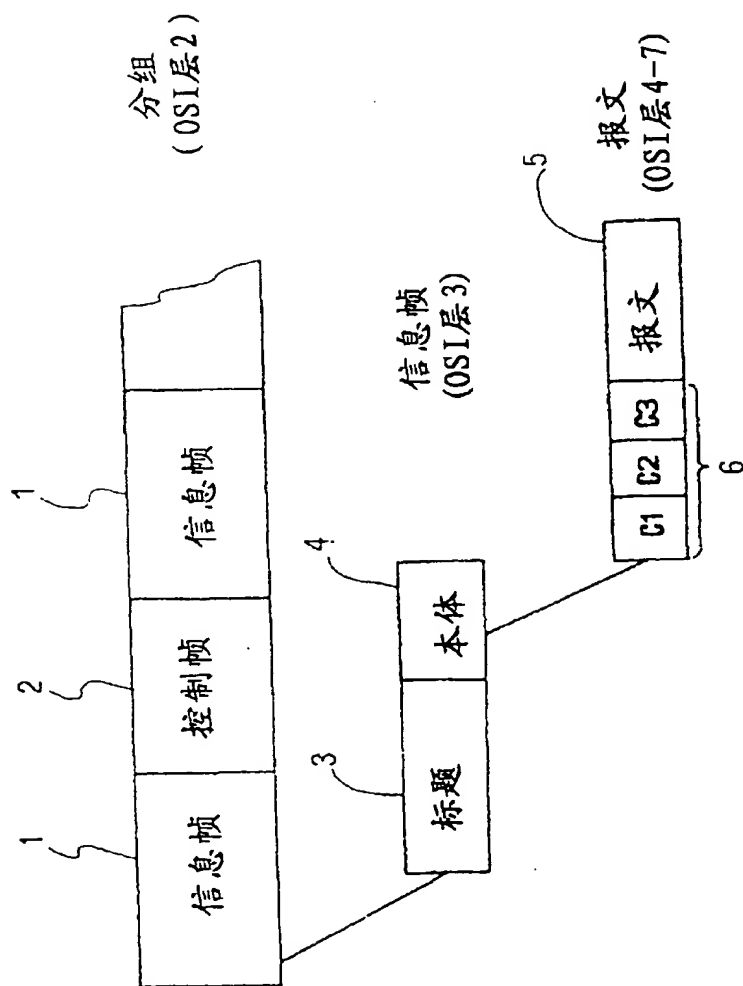 1
2
1
信息帧
控制帧
信息帧
分组
(OSI层2)
3
4
标题
本体
信息帧
(OSI层3)
5
C1
C2
C3
报文
6
报文
(OSI层4-7)